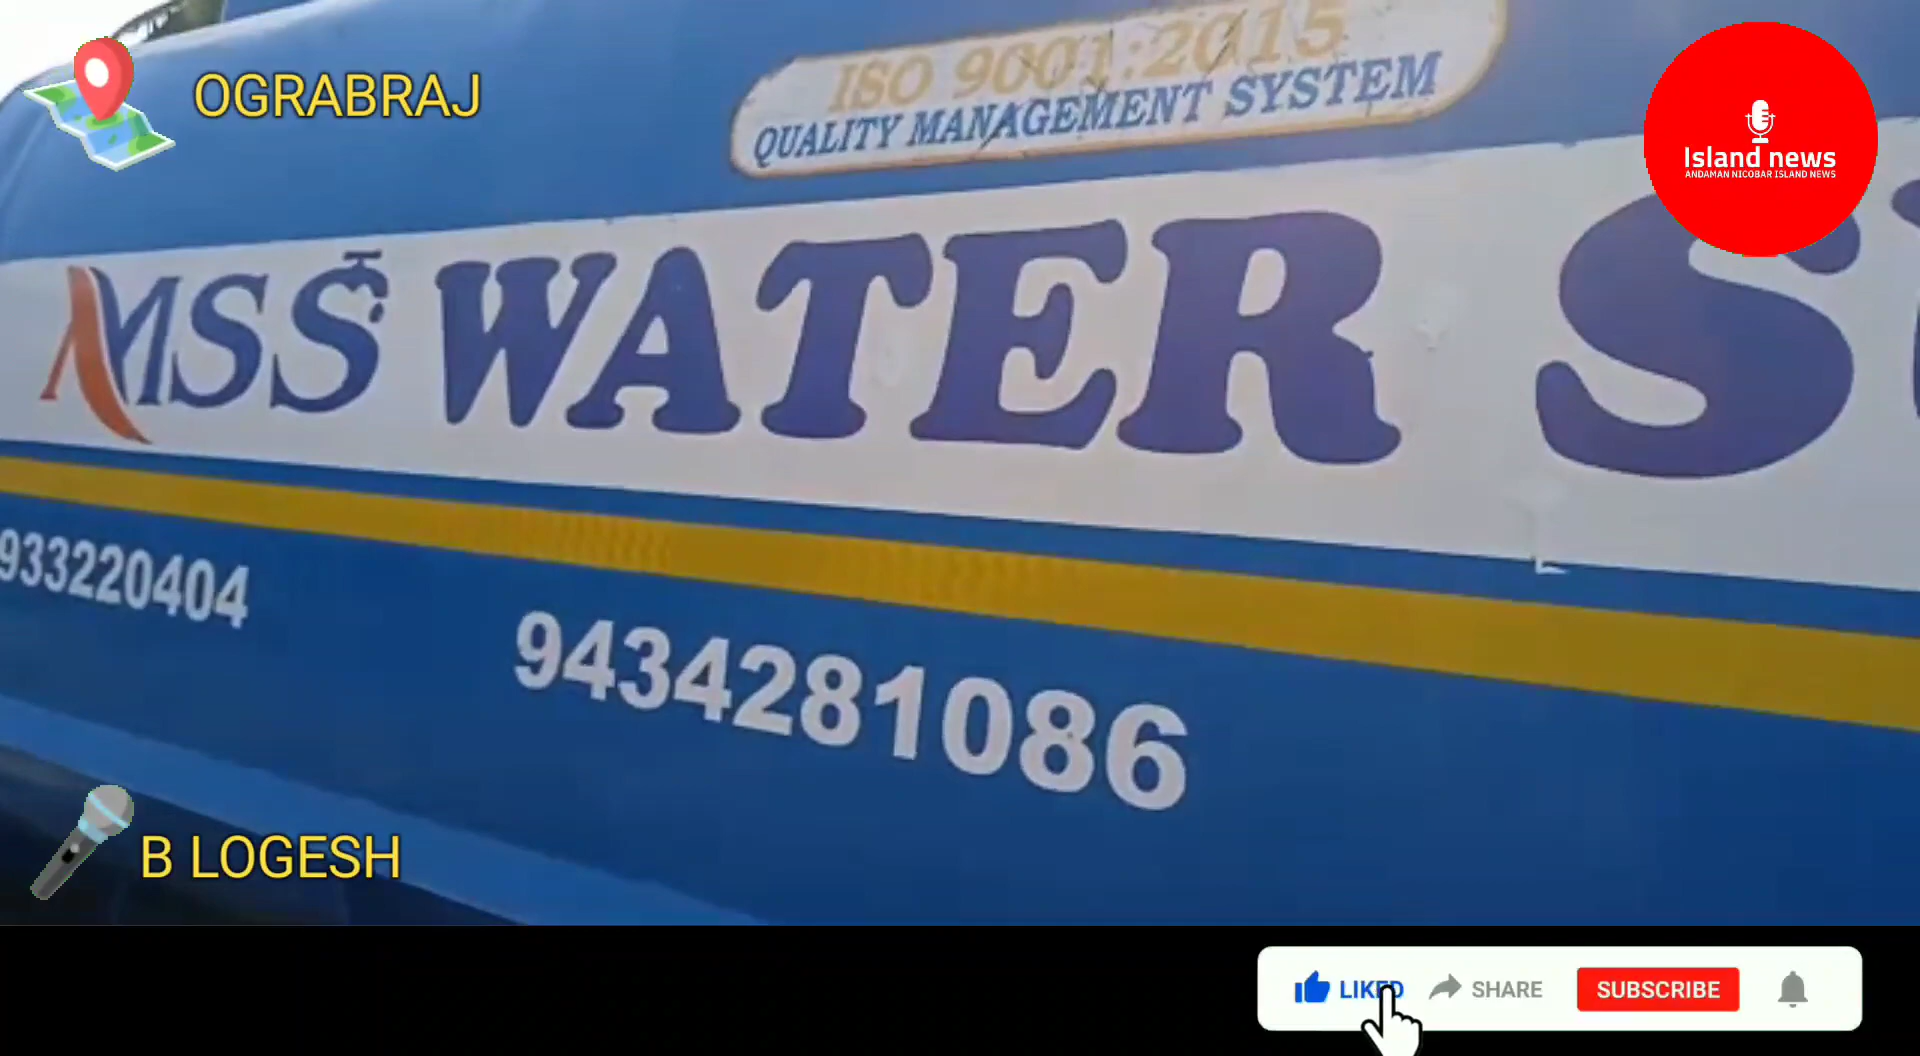 OGRABRAJ
ISO 9001:2015
QUALITY MANAGEMENT SYSTEM
Island news
ANDAMAN NICOBAR ISLAND NEWS
MSS WATER S
933220404
9434281086
B LOGESH
LIKED
SHARE
SUBSCRIBE